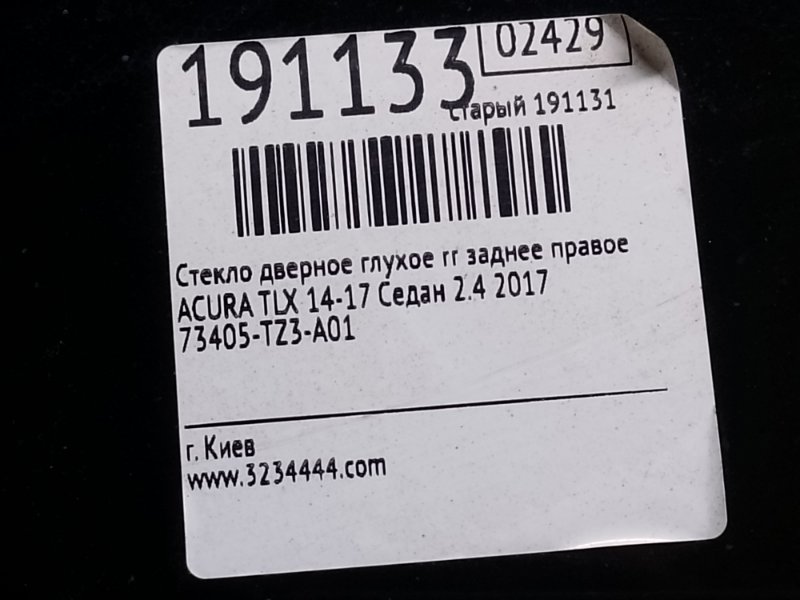 191133 02429
старый 191131
Стекло дверное глухое rr заднее правое
ACURA TLX 14-17 Седан 2.4 2017
73405-TZ3-A01
г. Киев
www.3234444.com